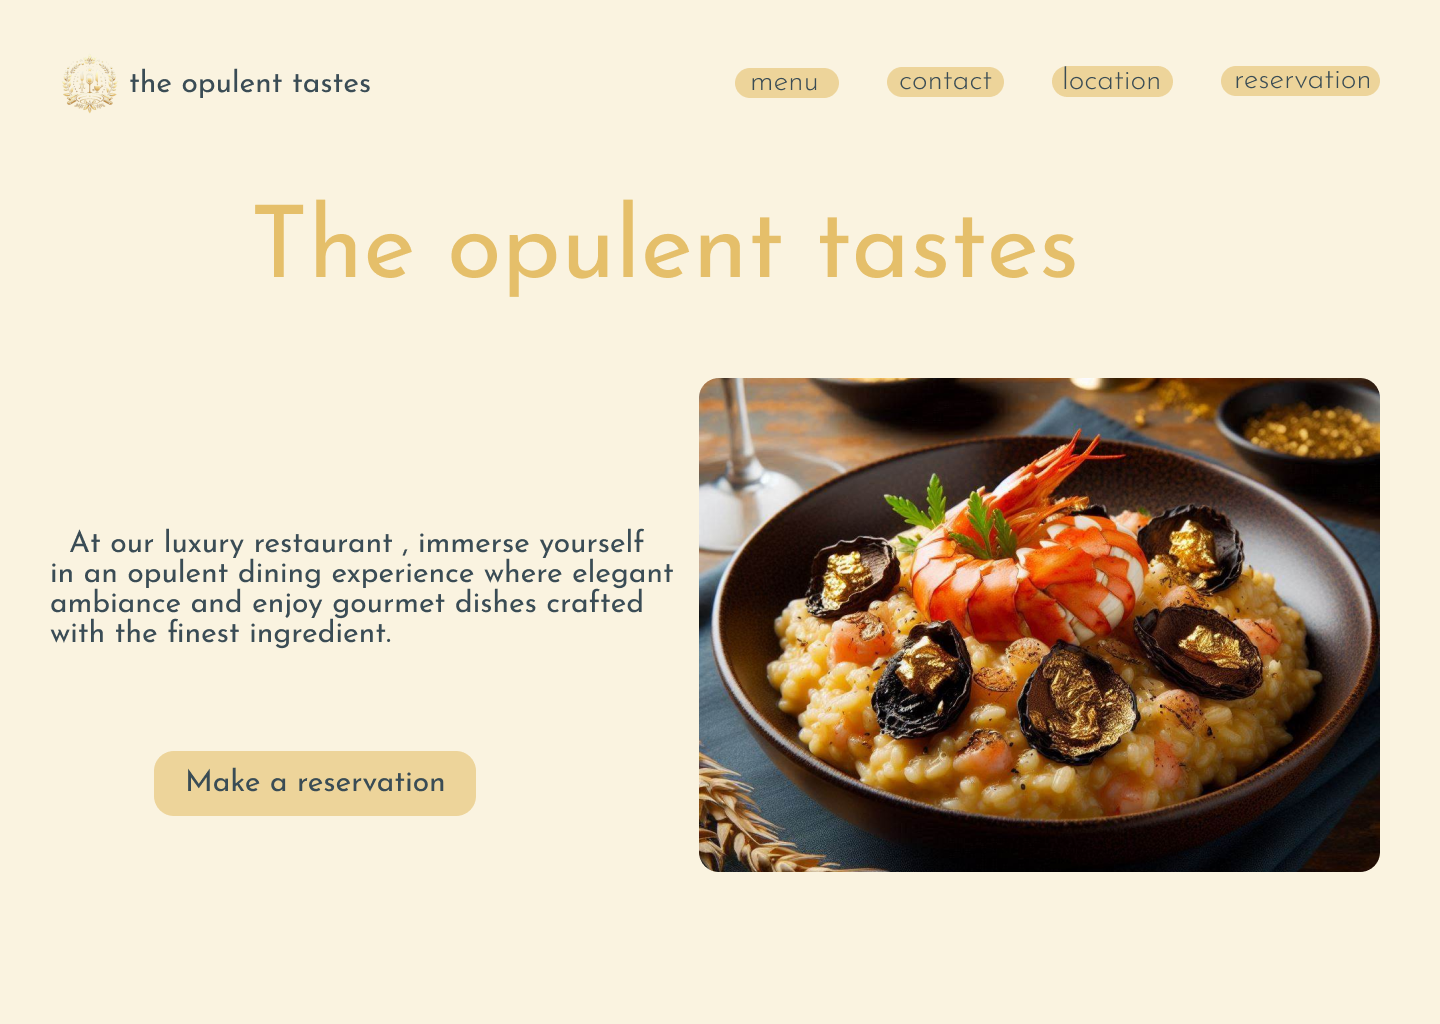 the opulent tastes
menu
contact
location
reservation
The opulent tastes
At our luxury restaurant , immerse yourself
in an opulent dining experience where elegant
ambiance and enjoy gourmet dishes crafted
with the finest ingredient.
Make a reservation